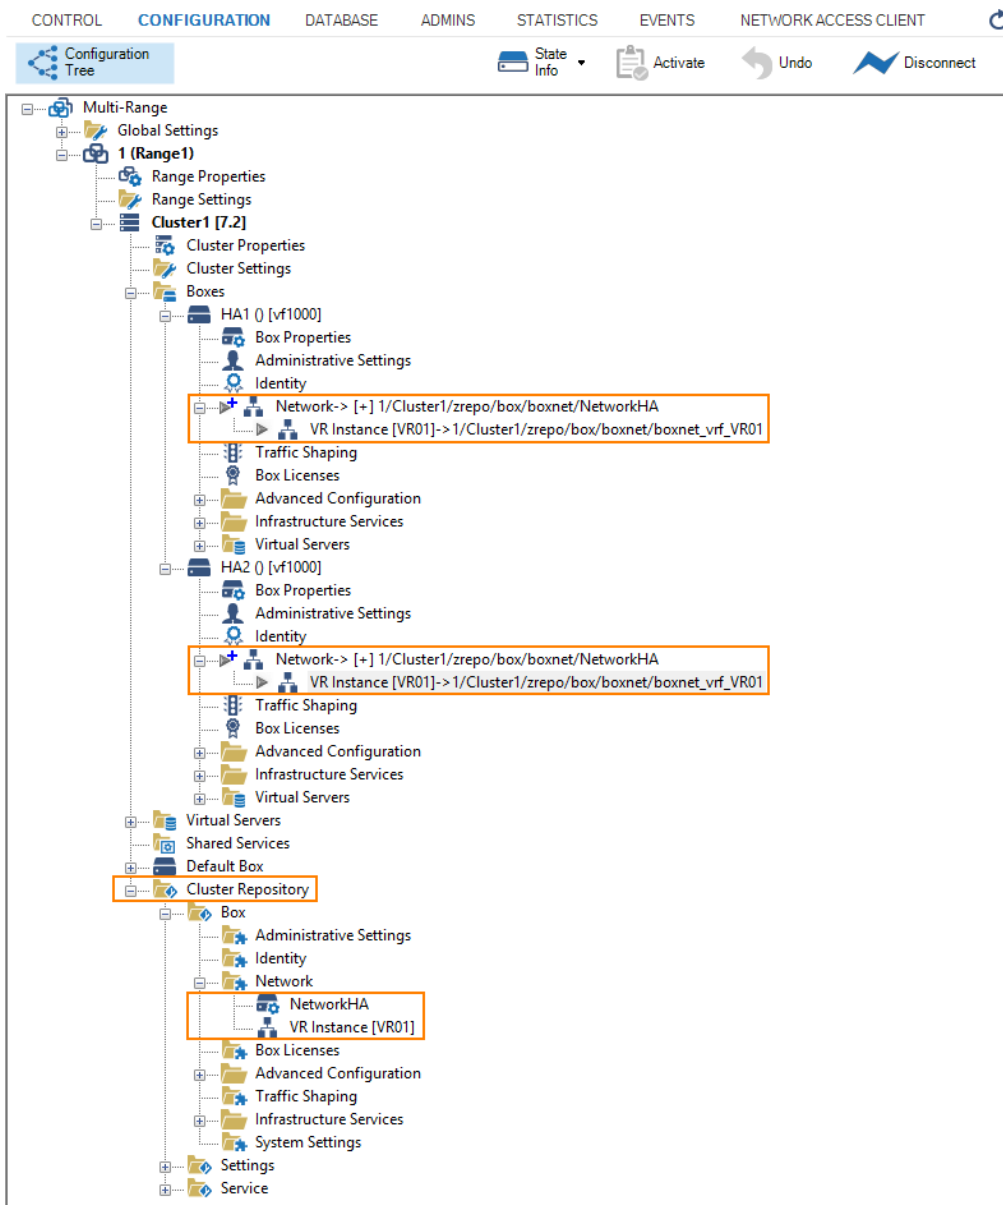 CONTROL CONFIGURATION DATABASE ADMINS STATISTICS EVENTS NETWORK ACCESS CLIENT
Configuration Tree
State Info
Activate
Undo
Disconnect
Multi-Range
Global Settings
1 (Range1)
Range Properties
Range Settings
Cluster1 [7.2]
Cluster Properties
Cluster Settings
Boxes
HA1 () [vf1000]
Box Properties
Administrative Settings
Identity
Network-> [+] 1/Cluster1/zrepo/box/boxnet/NetworkHA
VR Instance [VR01]->1/Cluster1/zrepo/box/boxnet/boxnet_vrf_VR01
Traffic Shaping
Box Licenses
Advanced Configuration
Infrastructure Services
Virtual Servers
HA2 () [vf1000]
Box Properties
Administrative Settings
Identity
Network-> [+] 1/Cluster1/zrepo/box/boxnet/NetworkHA
VR Instance [VR01]->1/Cluster1/zrepo/box/boxnet/boxnet_vrf_VR01
Traffic Shaping
Box Licenses
Advanced Configuration
Infrastructure Services
Virtual Servers
Virtual Servers
Shared Services
Default Box
Cluster Repository
Box
Administrative Settings
Identity
Network
NetworkHA
VR Instance [VR01]
Box Licenses
Advanced Configuration
Traffic Shaping
Infrastructure Services
System Settings
Settings
Service